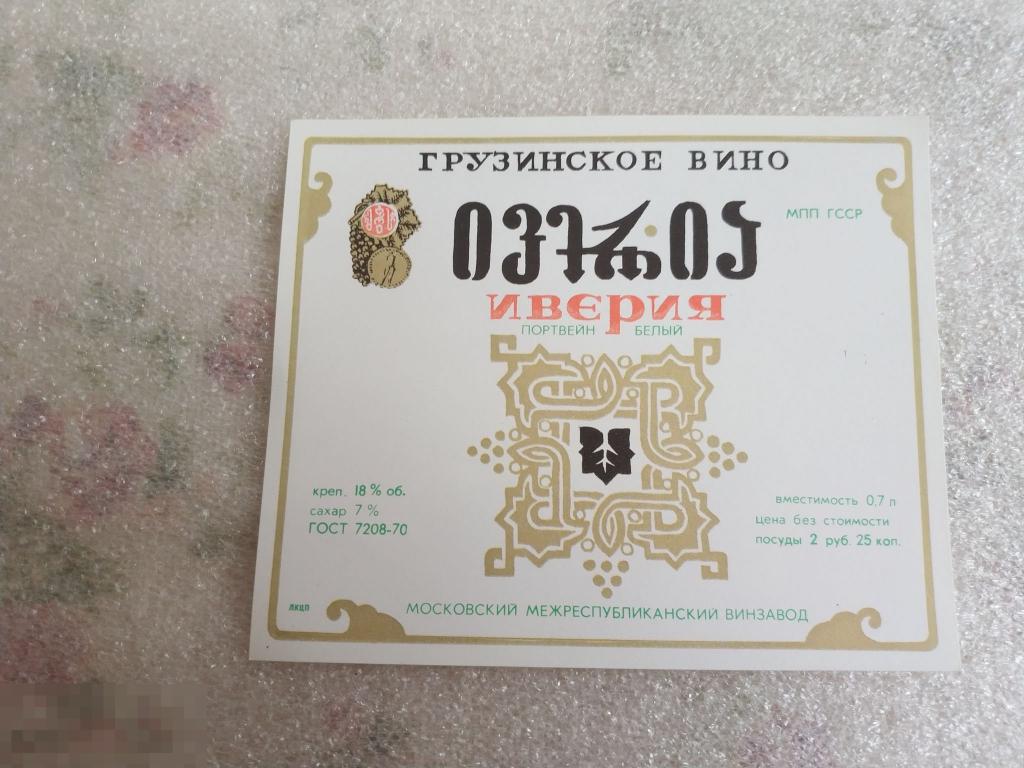 ГРУЗИНСКОЕ ВИНО
МПП ГССР
ИВЕРИЯ
ПОРТВЕЙН БЕЛЫЙ
креп. 18 % об.
сахар 7 %
ГОСТ 7208-70
вместимость 0,7 л
цена без стоимости
посуды 2 руб. 25 коп.
лкцп
МОСКОВСКИЙ МЕЖРЕСПУБЛИКАНСКИЙ ВИНЗАВОД